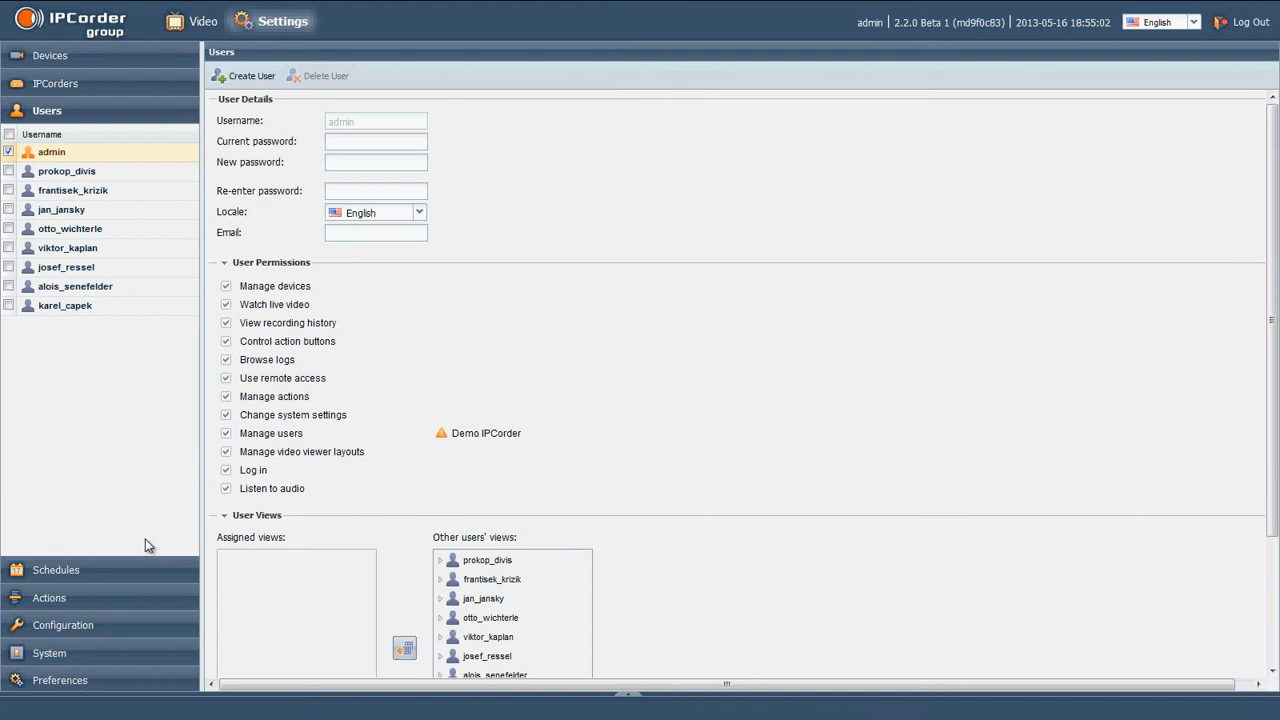 IPCorder group
Video
Settings
admin | 2.2.0 Beta 1 (md9f0c83) | 2013-05-16 18:55:02
English
Log Out
Devices
IPCorders
Users
Username
admin
prokop_divis
frantisek_krizik
jan_jansky
otto_wichterle
viktor_kaplan
josef_ressel
alois_senefelder
karel_capek
Schedules
Actions
Configuration
System
Preferences
Users
Create User
Delete User
User Details
Username: admin
Current password:
New password:
Re-enter password:
Locale: English
Email:
User Permissions
Manage devices
Watch live video
View recording history
Control action buttons
Browse logs
Use remote access
Manage actions
Change system settings
Manage users Demo IPCorder
Manage video viewer layouts
Log in
Listen to audio
User Views
Assigned views:
Other users' views:
prokop_divis
frantisek_krizik
jan_jansky
otto_wichterle
viktor_kaplan
josef_ressel
alois_senefelder